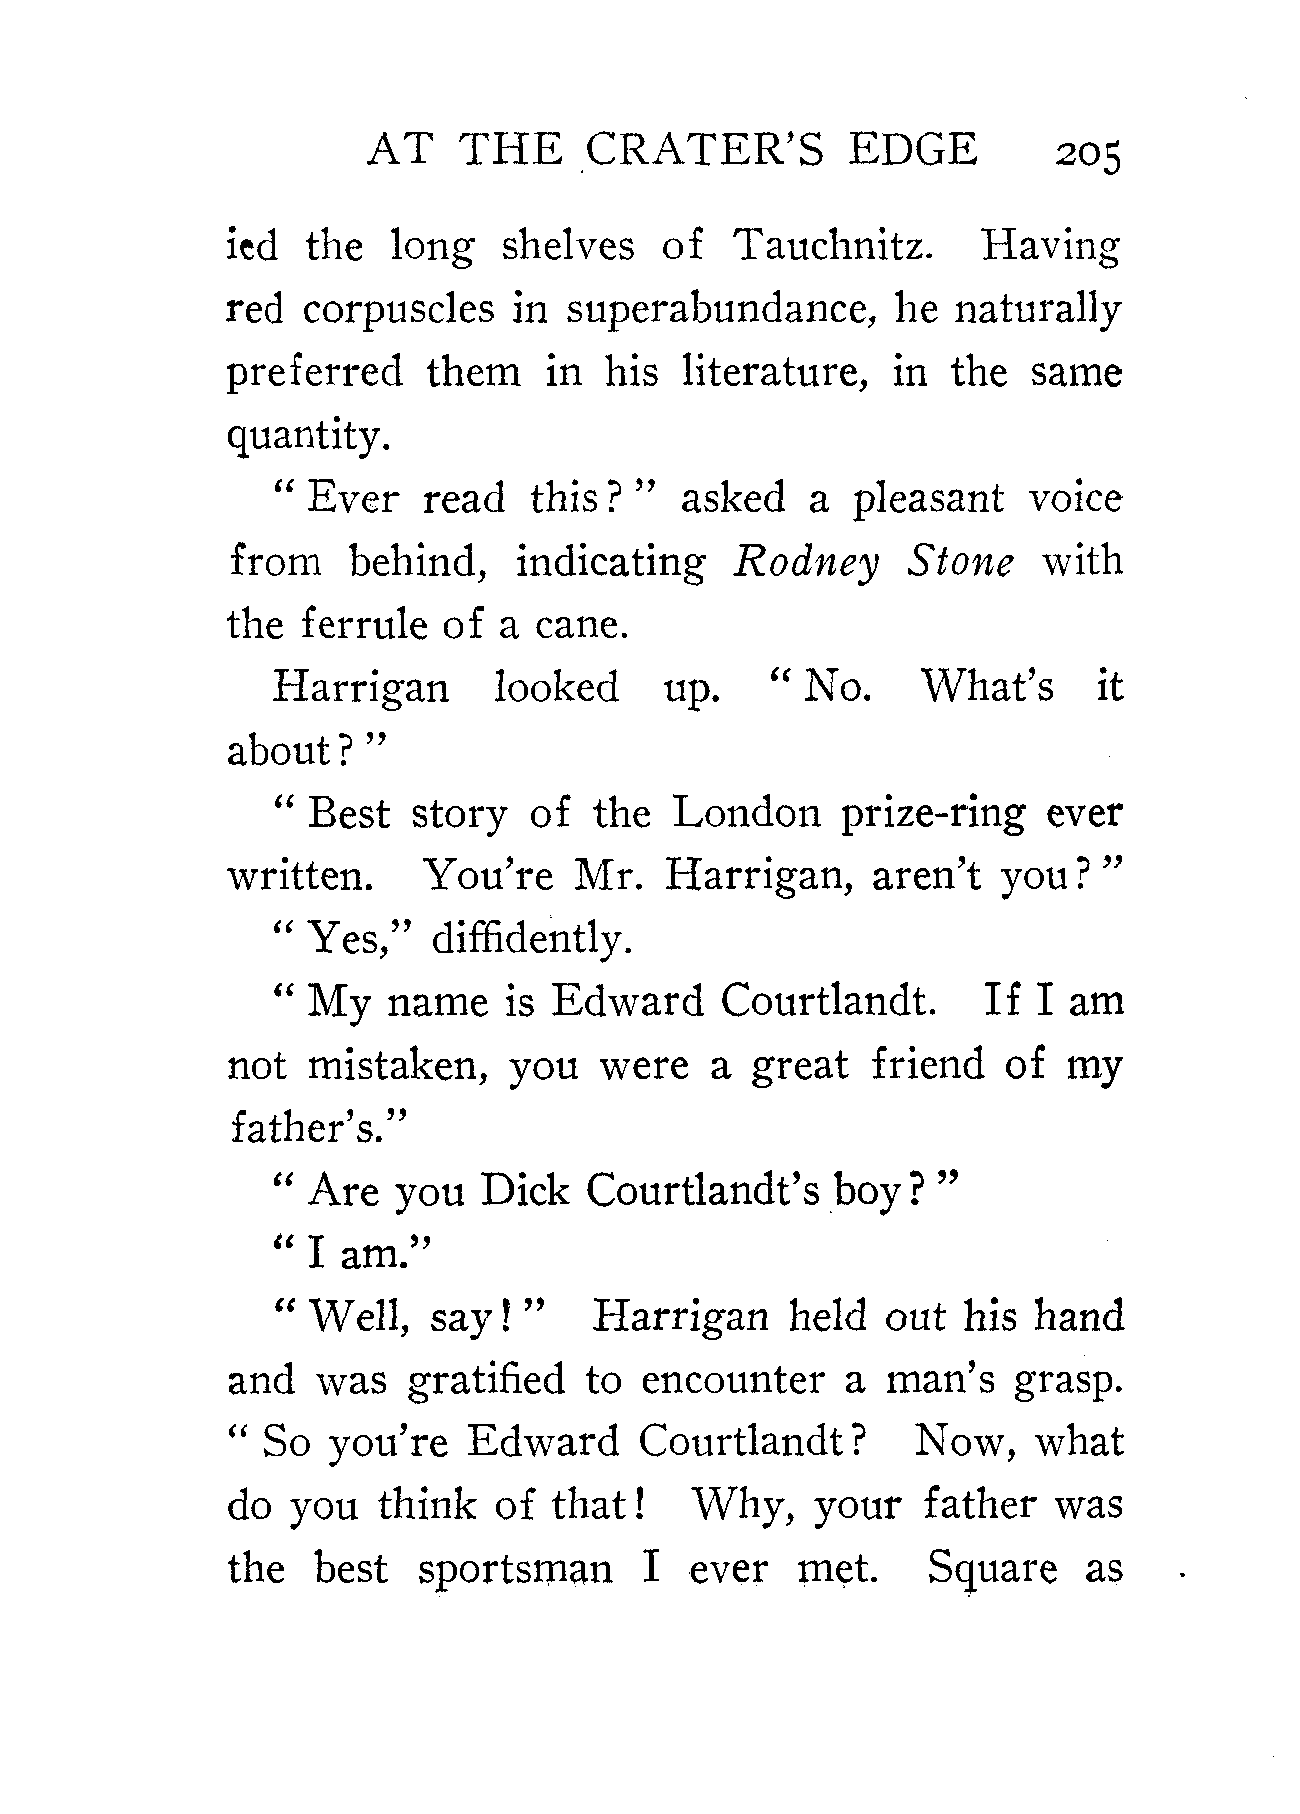 AT THE CRATER'S EDGE 205
ied the long shelves of Tauchnitz. Having
red corpuscles in superabundance, he naturally
preferred them in his literature, in the same
quantity.
“ Ever read this? ” asked a pleasant voice
from behind, indicating Rodney Stone with
the ferrule of a cane.
Harrigan looked up. “ No. What's it
about? ”
“ Best story of the London prize-ring ever
written. You're Mr. Harrigan, aren't you? ”
“ Yes,” diffidently.
“ My name is Edward Courtlandt. If I am
not mistaken, you were a great friend of my
father's.”
“ Are you Dick Courtlandt's boy? ”
“ I am.”
“ Well, say! ” Harrigan held out his hand
and was gratified to encounter a man's grasp.
“ So you're Edward Courtlandt? Now, what
do you think of that! Why, your father was
the best sportsman I ever met. Square as